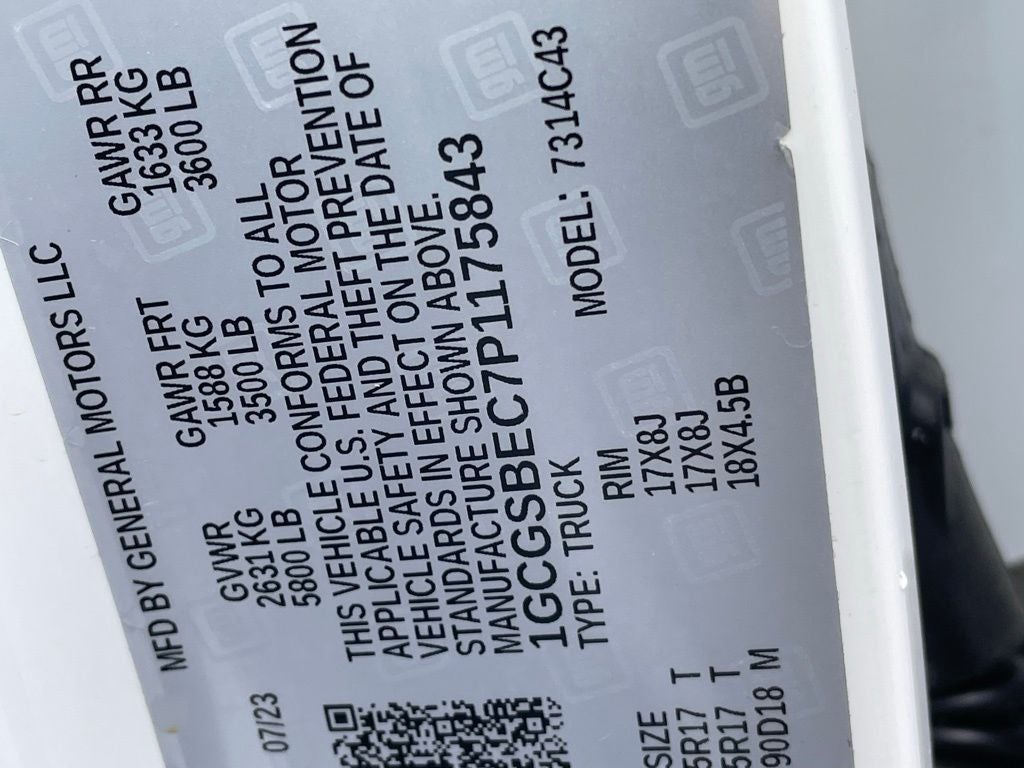 MFD BY GENERAL MOTORS LLC
07/23
GVWR GAWR FRT GAWR RR
2631 KG 1588 KG 1633 KG
5800 LB 3500 LB 3600 LB
THIS VEHICLE CONFORMS TO ALL
APPLICABLE U.S. FEDERAL MOTOR
VEHICLE SAFETY AND THEFT PREVENTION
STANDARDS IN EFFECT ON THE DATE OF
MANUFACTURE SHOWN ABOVE.
1GCGSBEC7P1175843
TYPE: TRUCK MODEL: 7314C43
SIZE RIM
5R17 T 17X8J
5R17 T 17X8J
90D18 M 18X4.5B